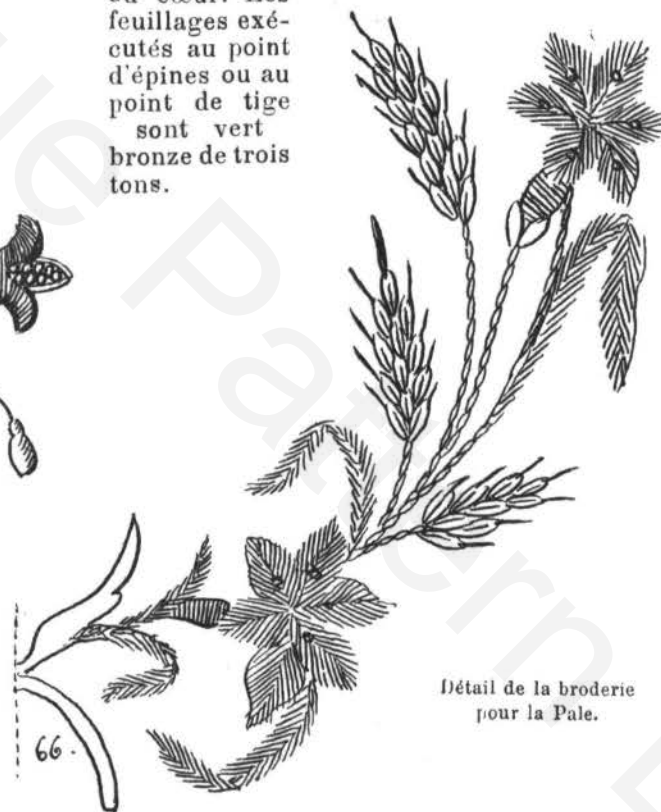 feuillages exé-
cutés au point
d'épines ou au
point de tige
sont vert
bronze de trois
tons.
Détail de la broderie
pour la Pale.
66.